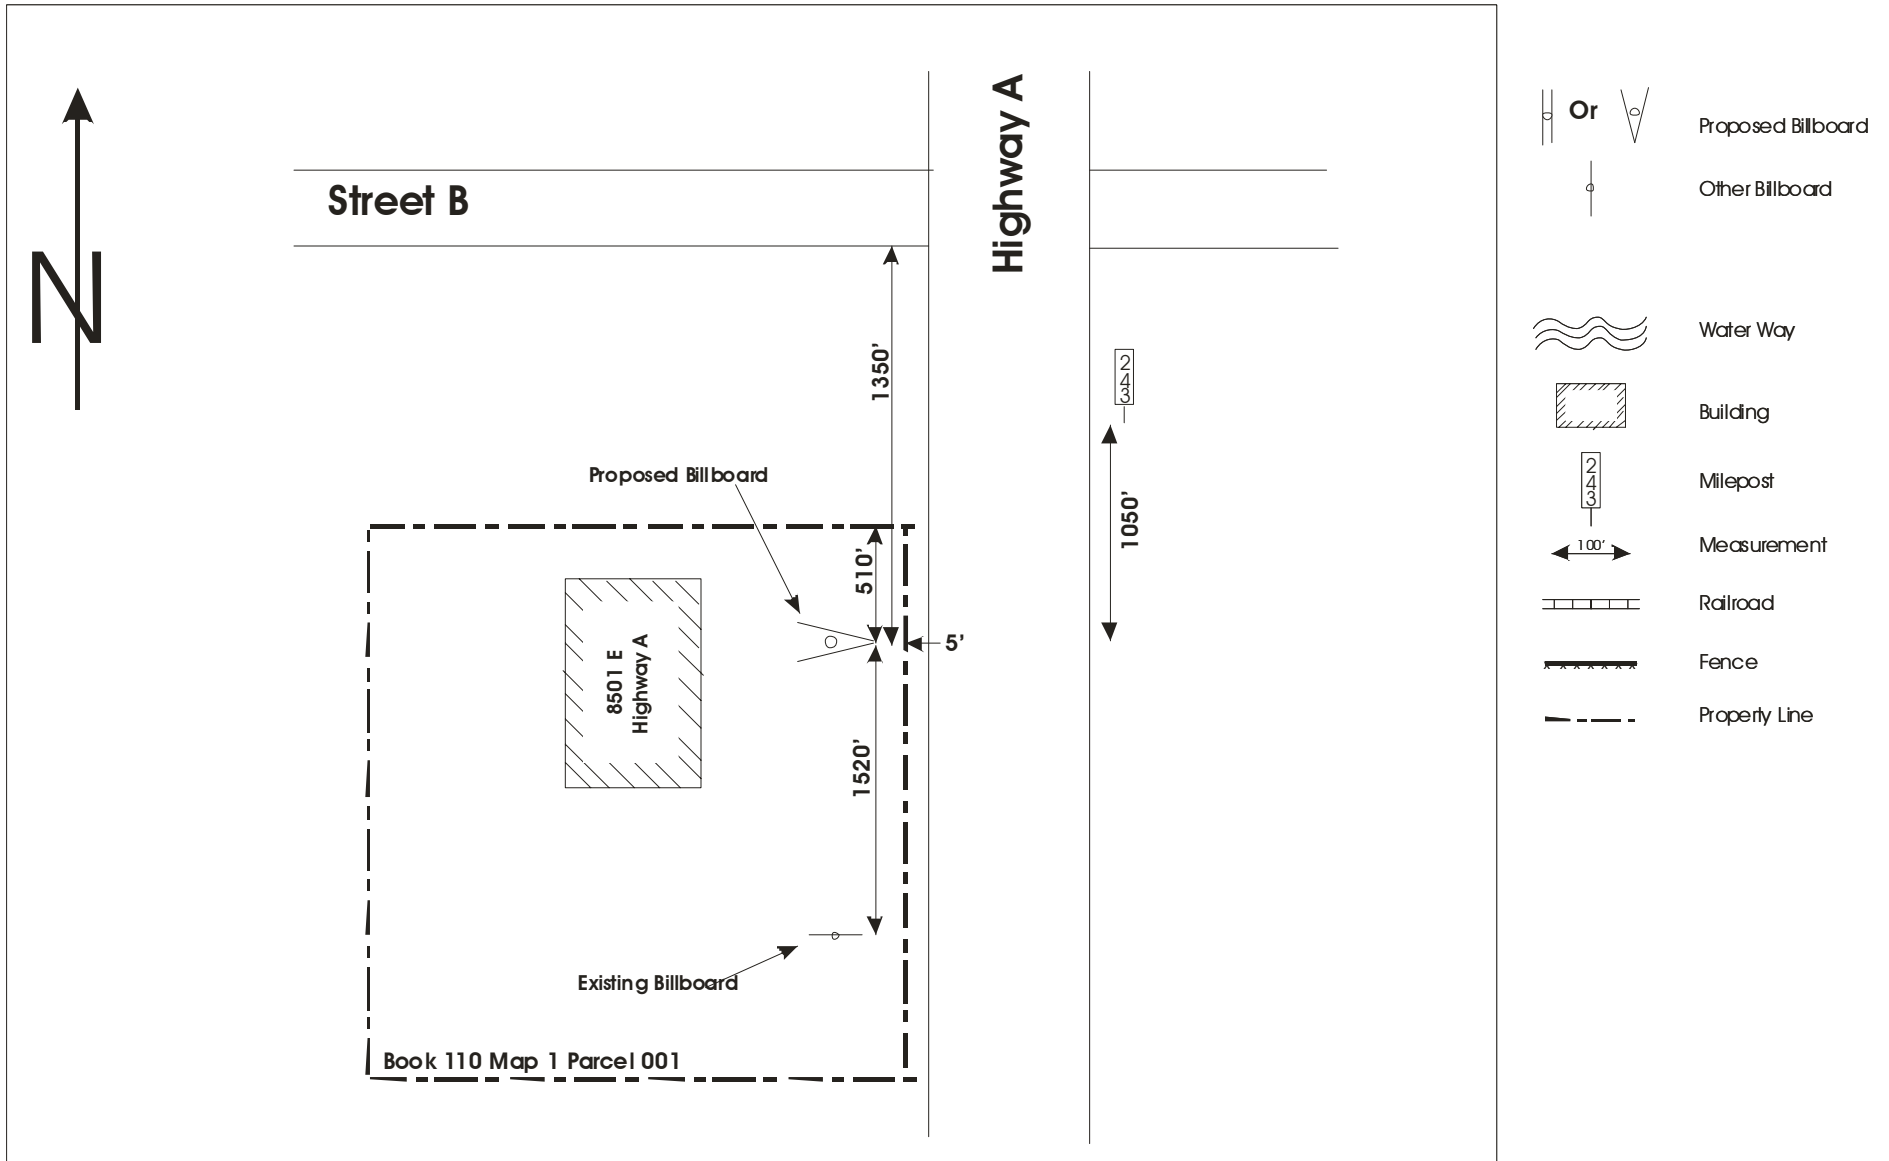 Highway A
Street B
N
1350’
243
Proposed Billboard
1050’
510’
5’
8501 E
Highway A
1520’
Existing Billboard
Book 110 Map 1 Parcel 001
Or
Proposed Billboard
Other Billboard
Water Way
Building
243
Milepost
100’
Measurement
Railroad
Fence
Property Line